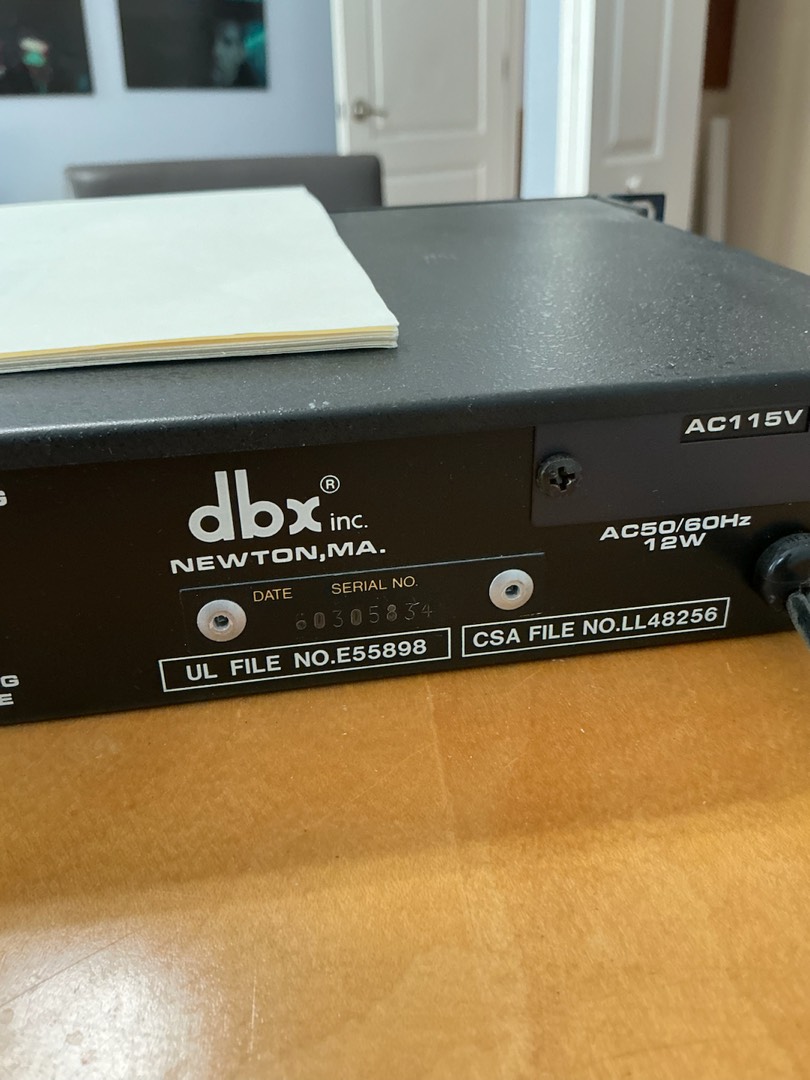 AC115V
G
dbx® inc.
NEWTON,MA.
AC50/60Hz
12W
DATE SERIAL NO.
60305834
UL FILE NO.E55898
CSA FILE NO.LL48256
G
E